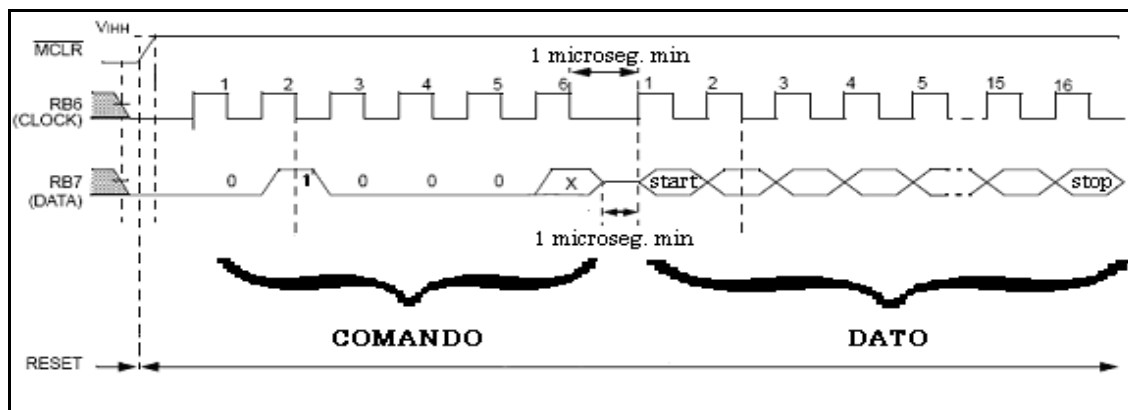 VIHH
MCLR
1 microseg. min
1 2 3 4 5 6 1 2 3 4 5 15 16
RB6
(CLOCK)
RB7
(DATA)
0 1 0 0 0 X start stop
1 microseg. min
COMANDO DATO
RESET